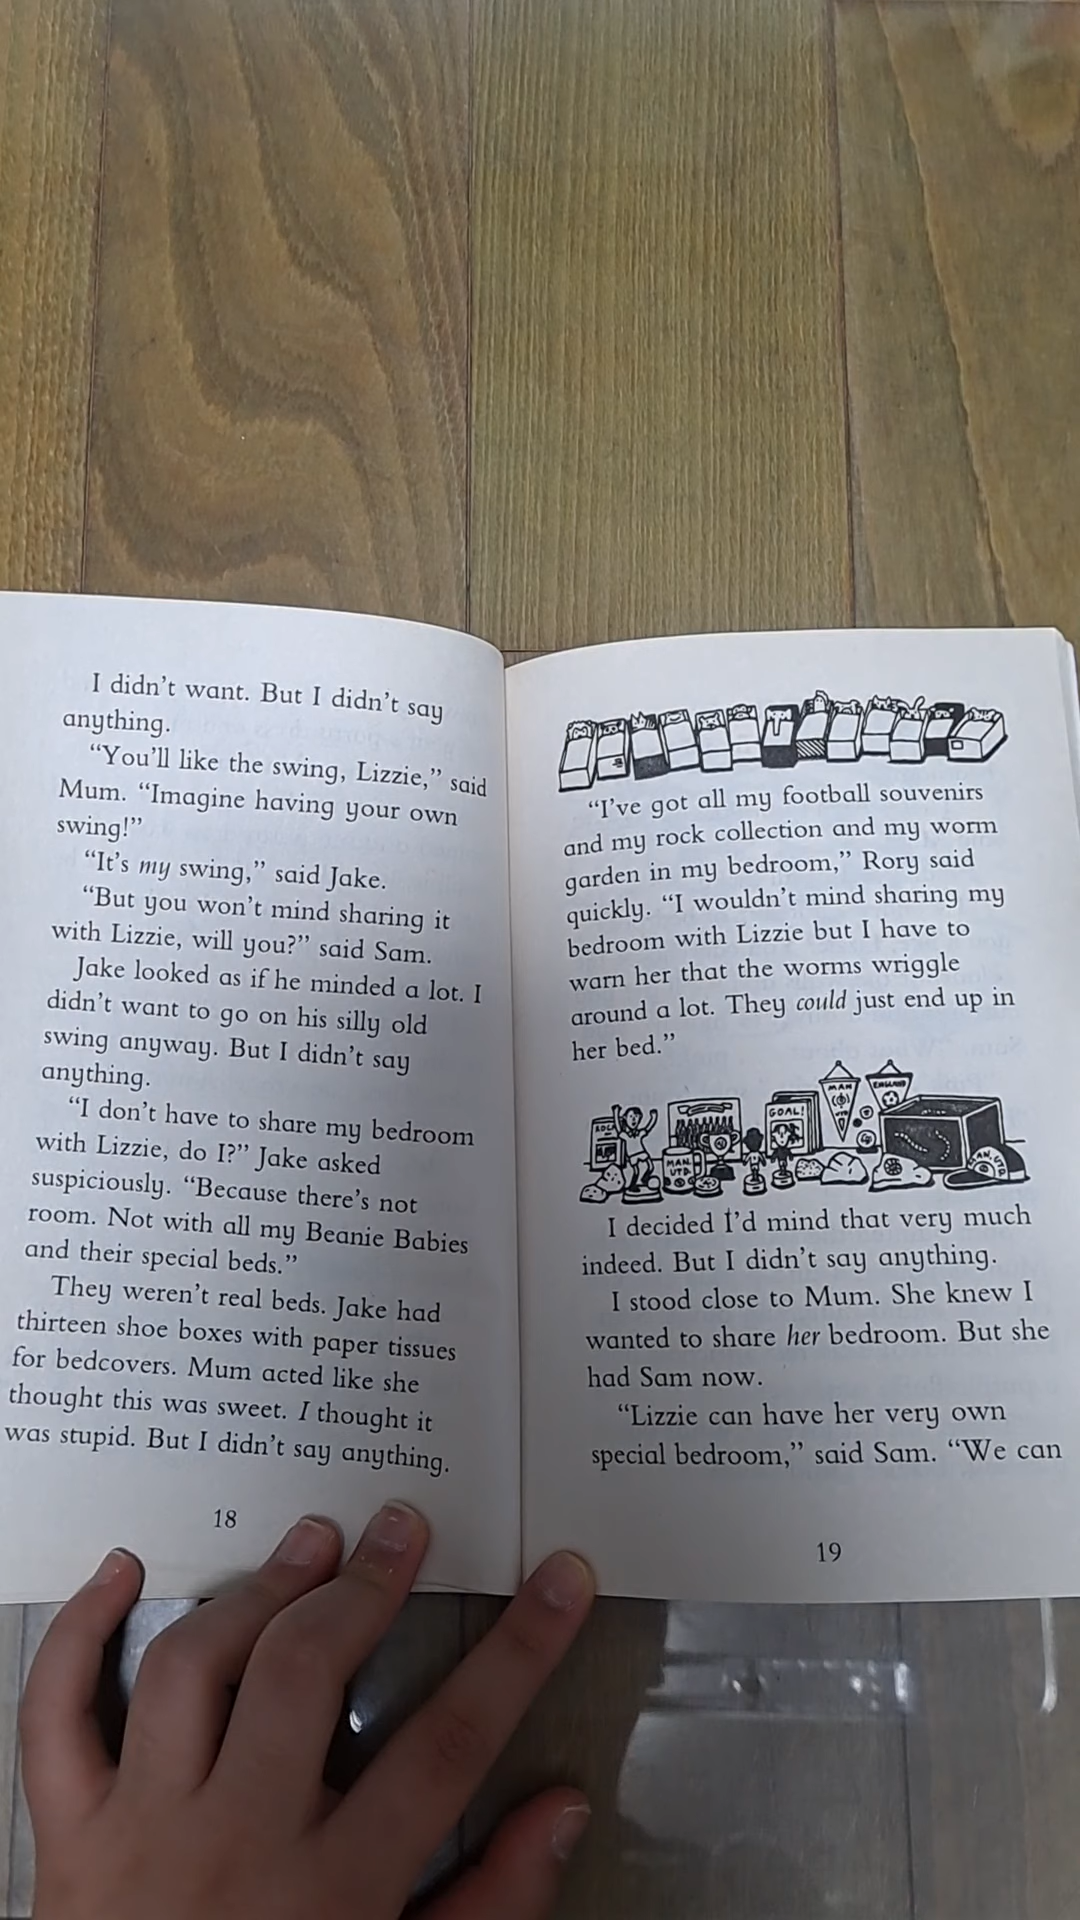 I didn't want. But I didn't say
anything.
“You'll like the swing, Lizzie,” said
Mum. “Imagine having your own
swing!”
“It's my swing,” said Jake.
“But you won't mind sharing it
with Lizzie, will you?” said Sam.
Jake looked as if he minded a lot. I
didn't want to go on his silly old
swing anyway. But I didn't say
anything.
“I don't have to share my bedroom
with Lizzie, do I?” Jake asked
suspiciously. “Because there's not
room. Not with all my Beanie Babies
and their special beds.”
They weren't real beds. Jake had
thirteen shoe boxes with paper tissues
for bedcovers. Mum acted like she
thought this was sweet. I thought it
was stupid. But I didn't say anything.
18
“I've got all my football souvenirs
and my rock collection and my worm
garden in my bedroom,” Rory said
quickly. “I wouldn't mind sharing my
bedroom with Lizzie but I have to
warn her that the worms wriggle
around a lot. They could just end up in
her bed.”
MAN
UTD
ENGLAND
GOAL!
MAN.
UTD.
MAN. UTD.
I decided I'd mind that very much
indeed. But I didn't say anything.
I stood close to Mum. She knew I
wanted to share her bedroom. But she
had Sam now.
“Lizzie can have her very own
special bedroom,” said Sam. “We can
19